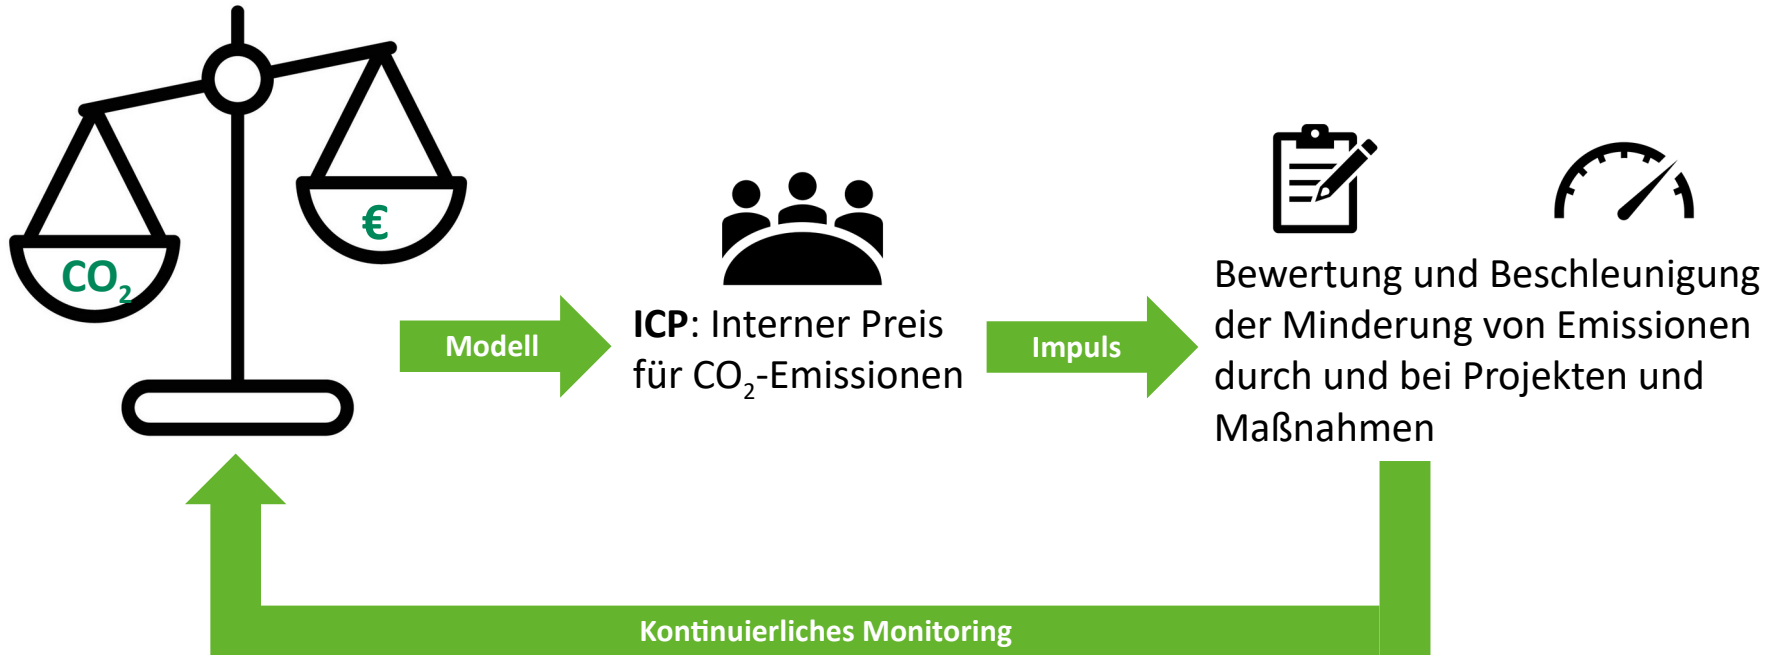 CO₂
€
Modell
ICP: Interner Preis
für CO₂-Emissionen
Impuls
Bewertung und Beschleunigung
der Minderung von Emissionen
durch und bei Projekten und
Maßnahmen
Kontinuierliches Monitoring